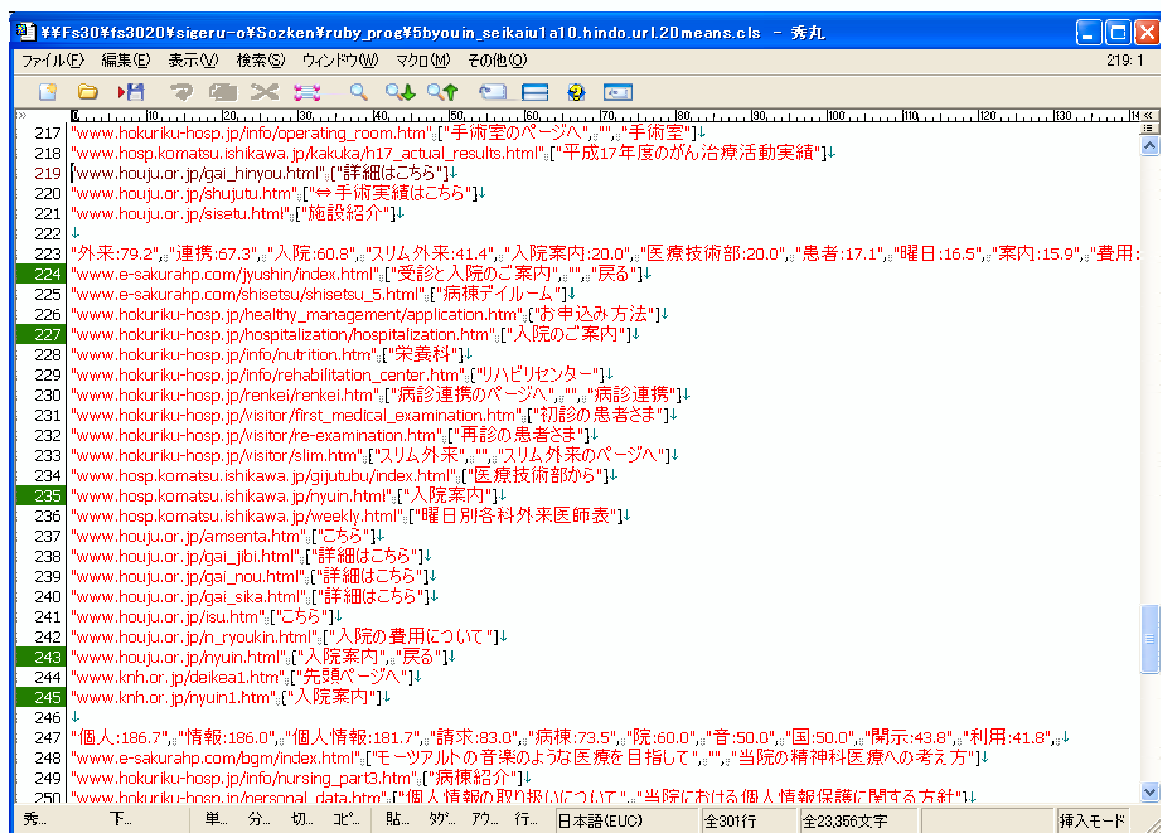 ¥¥Fs30¥fs3020¥sigeru-o¥Sozken¥ruby_prog¥5byouin_seikaiu1a10.hindo.url.20means.cls - 秀丸
ファイル(F) 編集(E) 表示(V) 検索(S) ウィンドウ(W) マクロ(M) その他(O) 219: 1
0 10 20 30 40 50 60 70 80 90 100 110 120 130 14
217 "www.hokuriku-hosp.jp/info/operating_room.htm",["手術室のページへ","","手術室"]↓
218 "www.hosp.komatsu.ishikawa.jp/kakuka/h17_actual_results.html",["平成17年度のがん治療活動実績"]↓
219 "www.houju.or.jp/gai_hinyou.html",["詳細はこちら"]↓
220 "www.houju.or.jp/shujutu.htm",["⇔手術実績はこちら"]↓
221 "www.houju.or.jp/sisetu.html",["施設紹介"]↓
222 ↓
223 "外来:79.2","連携:67.3","入院:60.8","スリム外来:41.4","入院案内:20.0","医療技術部:20.0","患者:17.1","曜日:16.5","案内:15.9","費用:
224 "www.e-sakurahp.com/jyushin/index.html",["受診と入院のご案内","","戻る"]↓
225 "www.e-sakurahp.com/shisetsu/shisetsu_5.html",["病棟デイルーム"]↓
226 "www.hokuriku-hosp.jp/healthy_management/application.htm",["お申込み方法"]↓
227 "www.hokuriku-hosp.jp/hospitalization/hospitalization.htm",["入院のご案内"]↓
228 "www.hokuriku-hosp.jp/info/nutrition.htm",["栄養科"]↓
229 "www.hokuriku-hosp.jp/info/rehabilitation_center.htm",["リハビリセンター"]↓
230 "www.hokuriku-hosp.jp/renkei/renkei.htm",["病診連携のページへ","","病診連携"]↓
231 "www.hokuriku-hosp.jp/visitor/first_medical_examination.htm",["初診の患者さま"]↓
232 "www.hokuriku-hosp.jp/visitor/re-examination.htm",["再診の患者さま"]↓
233 "www.hokuriku-hosp.jp/visitor/slim.htm",["スリム外来","","スリム外来のページへ"]↓
234 "www.hosp.komatsu.ishikawa.jp/gijutubu/index.html",["医療技術部から"]↓
235 "www.hosp.komatsu.ishikawa.jp/nyuin.html",["入院案内"]↓
236 "www.hosp.komatsu.ishikawa.jp/weekly.html",["曜日別各科外来医師表"]↓
237 "www.houju.or.jp/amsenta.htm",["こちら"]↓
238 "www.houju.or.jp/gai_jibi.html",["詳細はこちら"]↓
239 "www.houju.or.jp/gai_nou.html",["詳細はこちら"]↓
240 "www.houju.or.jp/gai_sika.html",["詳細はこちら"]↓
241 "www.houju.or.jp/isu.htm",["こちら"]↓
242 "www.houju.or.jp/n_ryoukin.html",["入院の費用について"]↓
243 "www.houju.or.jp/nyuin.html",["入院案内","戻る"]↓
244 "www.knh.or.jp/deikea1.htm",["先頭ページへ"]↓
245 "www.knh.or.jp/nyuin1.htm",["入院案内"]↓
246 ↓
247 "個人:186.7","情報:186.0","個人情報:181.7","請求:83.0","病棟:73.5","院:60.0","音:50.0","国:50.0","開示:43.8","利用:41.8",↓
248 "www.e-sakurahp.com/bgm/index.html",["モーツアルトの音楽のような医療を目指して","","当院の精神科医療への考え方"]↓
249 "www.hokuriku-hosp.jp/info/nursing_part3.htm",["病棟紹介"]↓
250 "www.hokuriku-hosp.jp/personal_data.htm",["個人情報の取り扱いについて","当院における個人情報保護に関する方針"]↓
秀... 下... 単... 分... 切... コピ... 貼... タグ... アウ... 行... 日本語(EUC) 全301行 全23,356文字 挿入モード